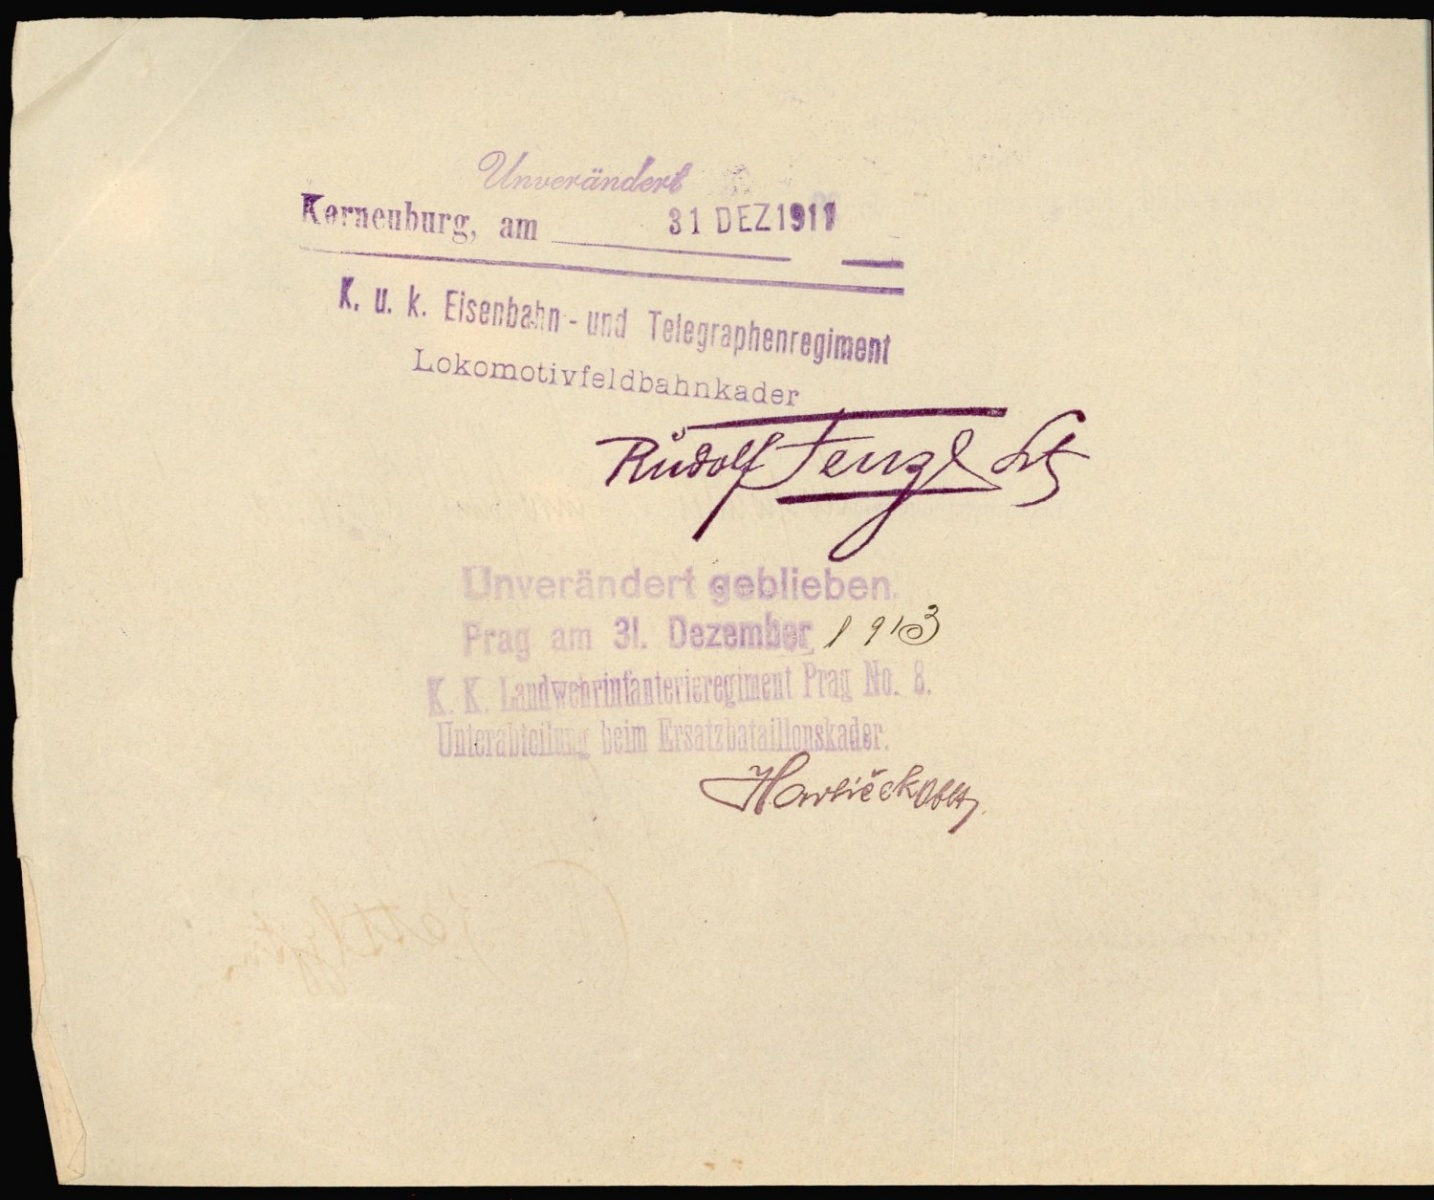 Unverändert
Korneuburg, am 31 DEZ 1911
K. u. k. Eisenbahn- und Telegraphenregiment
Lokomotivfeldbahnkader
Rudolf Fenzl Lt
Unverändert geblieben.
Prag am 31. Dezember 1913
K. K. Landwehrinfanterieregiment Prag No. 8.
Unterabteilung beim Ersatzbataillonskader.
Oblt